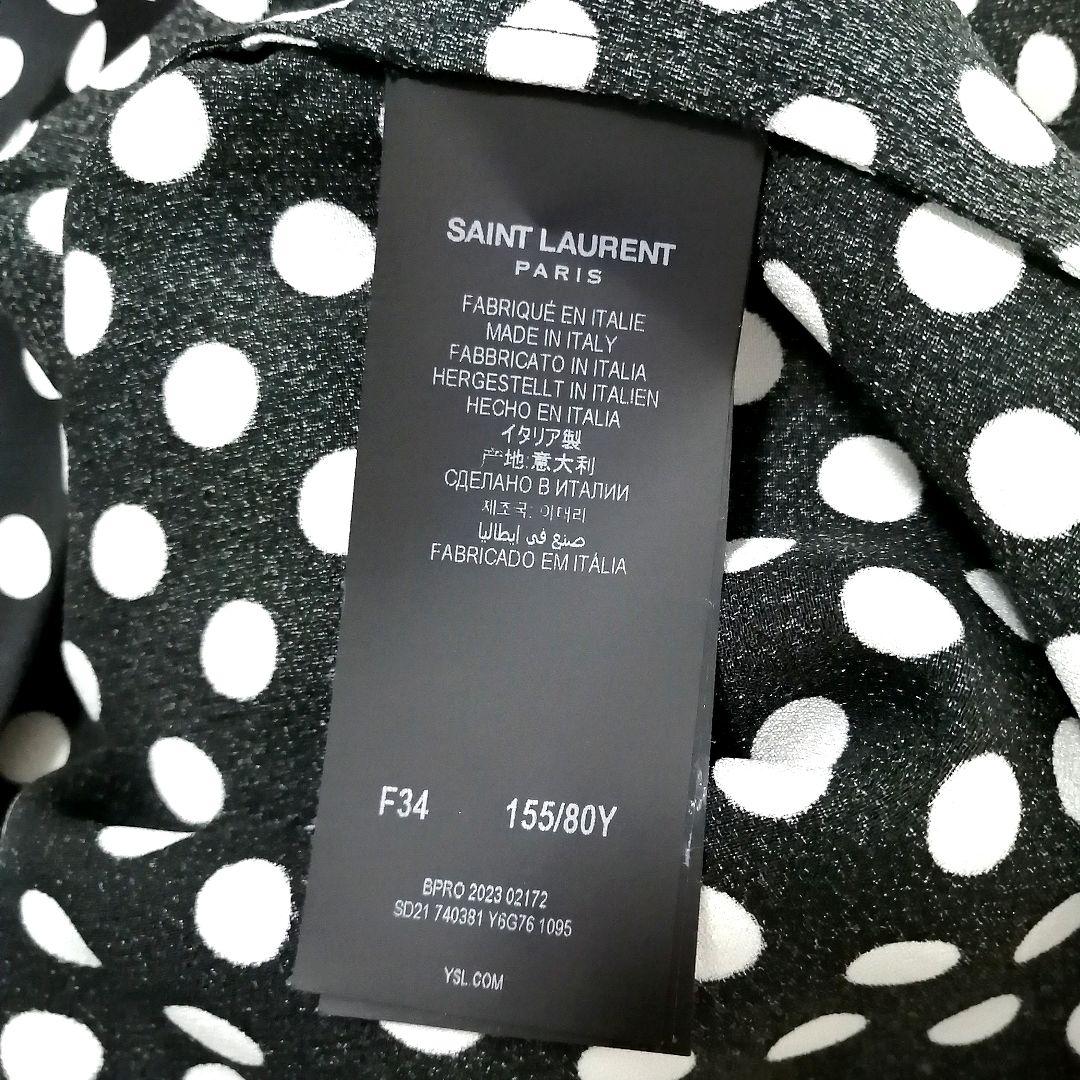 SAINT LAURENT
PARIS
FABRIQUÉ EN ITALIE
MADE IN ITALY
FABBRICATO IN ITALIA
HERGESTELLT IN ITALIEN
HECHO EN ITALIA
イタリア製
产地:意大利
СДЕЛАНО В ИТАЛИИ
제조국: 이태리
صنع في ايطاليا
FABRICADO EM ITÁLIA
F34 155/80Y
BPRO 2023 02172
SD21 740381 Y6G76 1095
YSL.COM